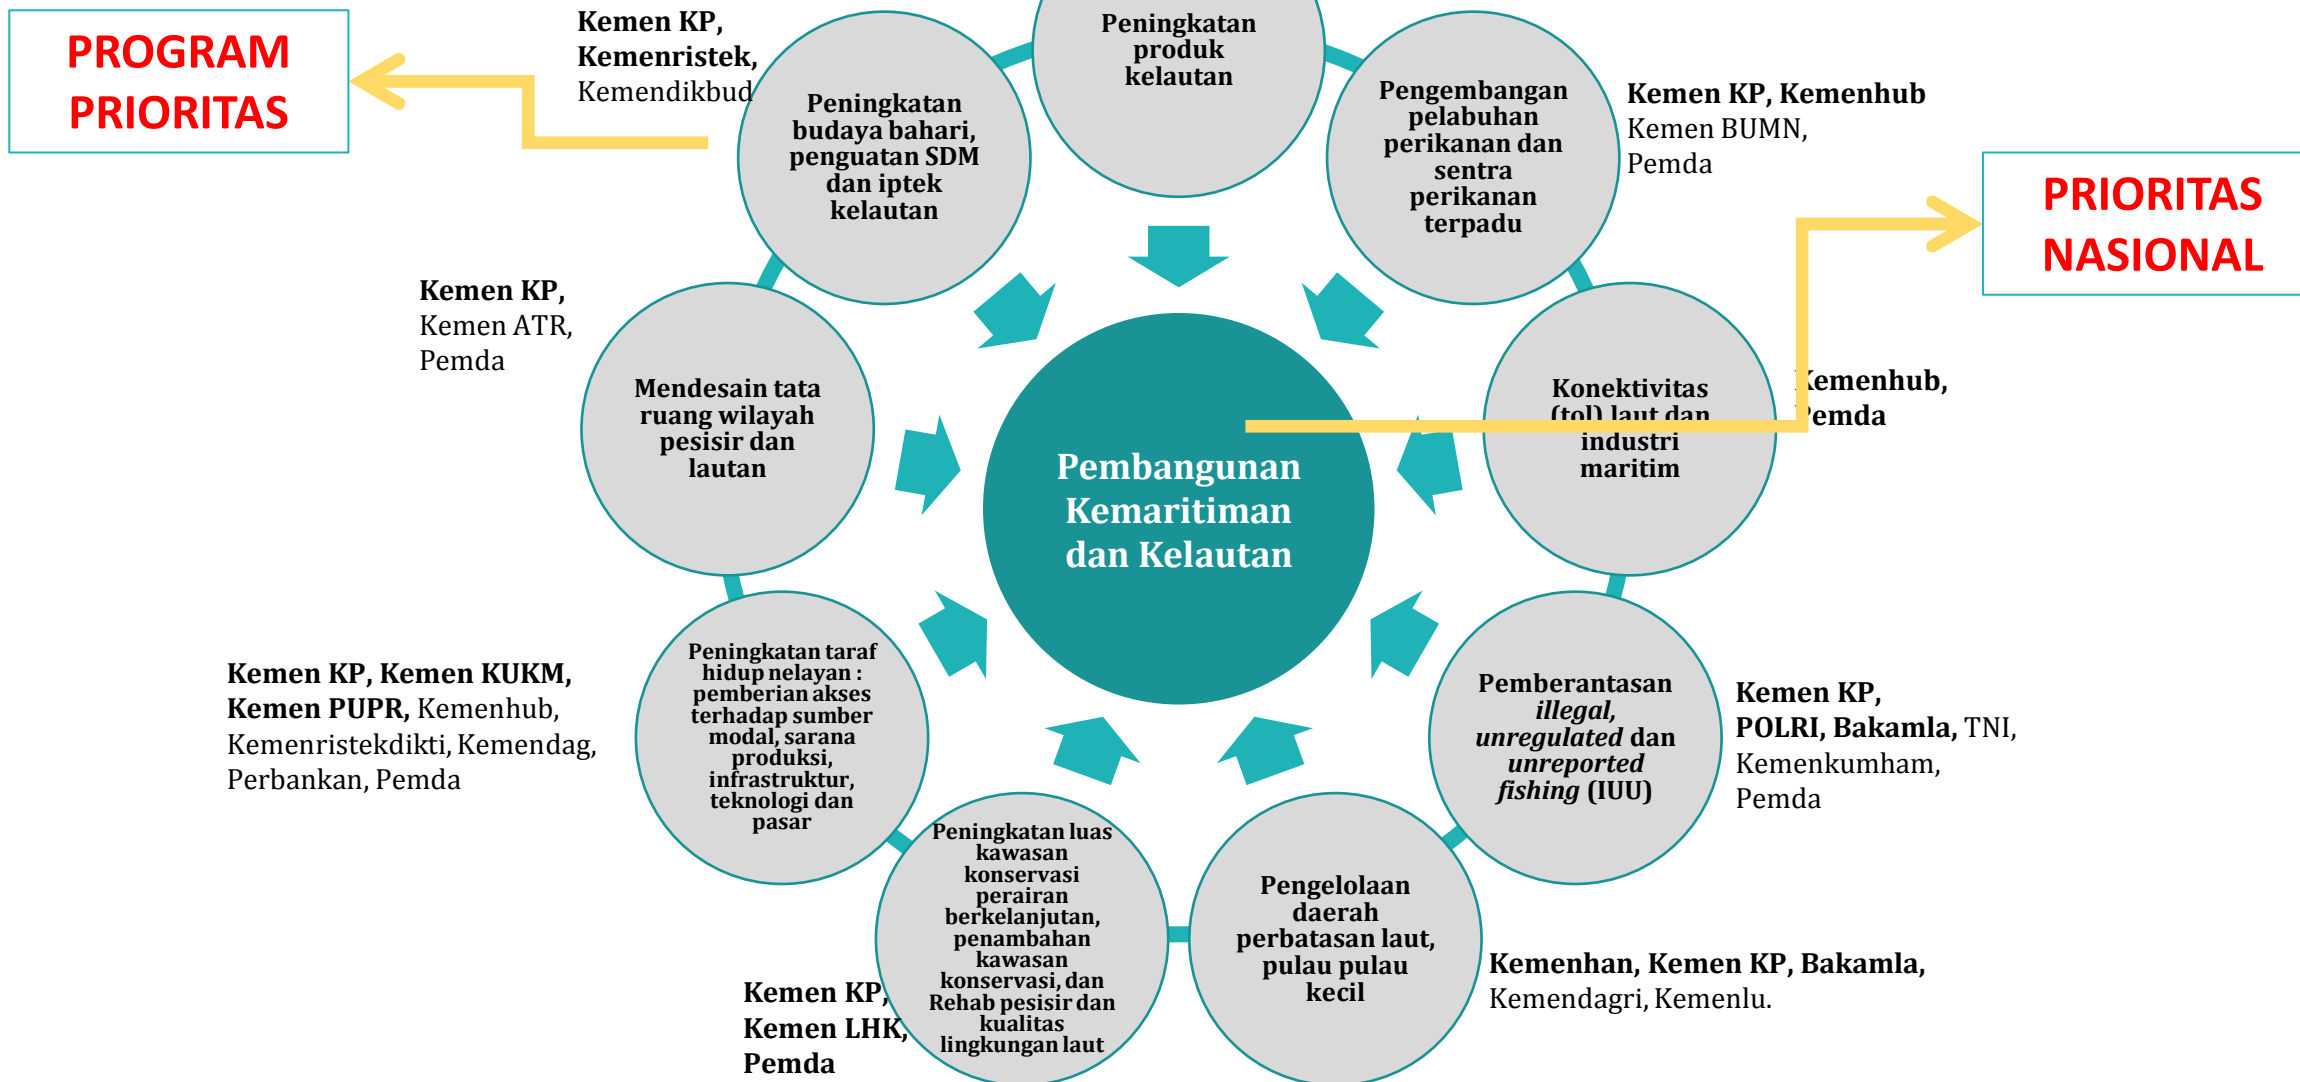 PROGRAM
PRIORITAS
Kemen KP,
Kemenristek,
Kemendikbud
Peningkatan
produk
kelautan
Peningkatan
budaya bahari,
penguatan SDM
dan iptek
kelautan
Pengembangan
pelabuhan
perikanan dan
sentra
perikanan
terpadu
Kemen KP, Kemenhub
Kemen BUMN,
Pemda
PRIORITAS
NASIONAL
Kemen KP,
Kemen ATR,
Pemda
Mendesain tata
ruang wilayah
pesisir dan
lautan
Konektivitas
(tol) laut dan
industri
maritim
Kemenhub,
Pemda
Pembangunan
Kemaritiman
dan Kelautan
Kemen KP, Kemen KUKM,
Kemen PUPR, Kemenhub,
Kemenristekdikti, Kemendag,
Perbankan, Pemda
Peningkatan taraf
hidup nelayan :
pemberian akses
terhadap sumber
modal, sarana
produksi,
infrastruktur,
teknologi dan
pasar
Pemberantasan
illegal,
unregulated dan
unreported
fishing (IUU)
Kemen KP,
POLRI, Bakamla, TNI,
Kemenkumham,
Pemda
Peningkatan luas
kawasan
konservasi
perairan
berkelanjutan,
penambahan
kawasan
konservasi, dan
Rehab pesisir dan
kualitas
lingkungan laut
Kemen KP,
Kemen LHK,
Pemda
Pengelolaan
daerah
perbatasan laut,
pulau pulau
kecil
Kemenhan, Kemen KP, Bakamla,
Kemendagri, Kemenlu.